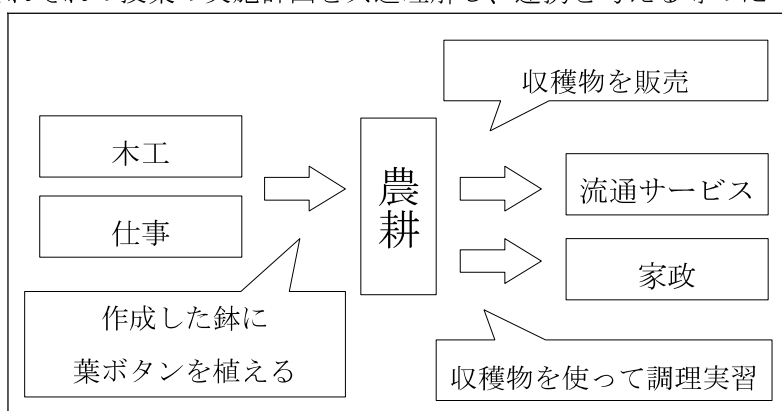 収穫物を販売
木工
仕事
農耕
流通サービス
家政
作成した鉢に
葉ボタンを植える
収穫物を使って調理実習